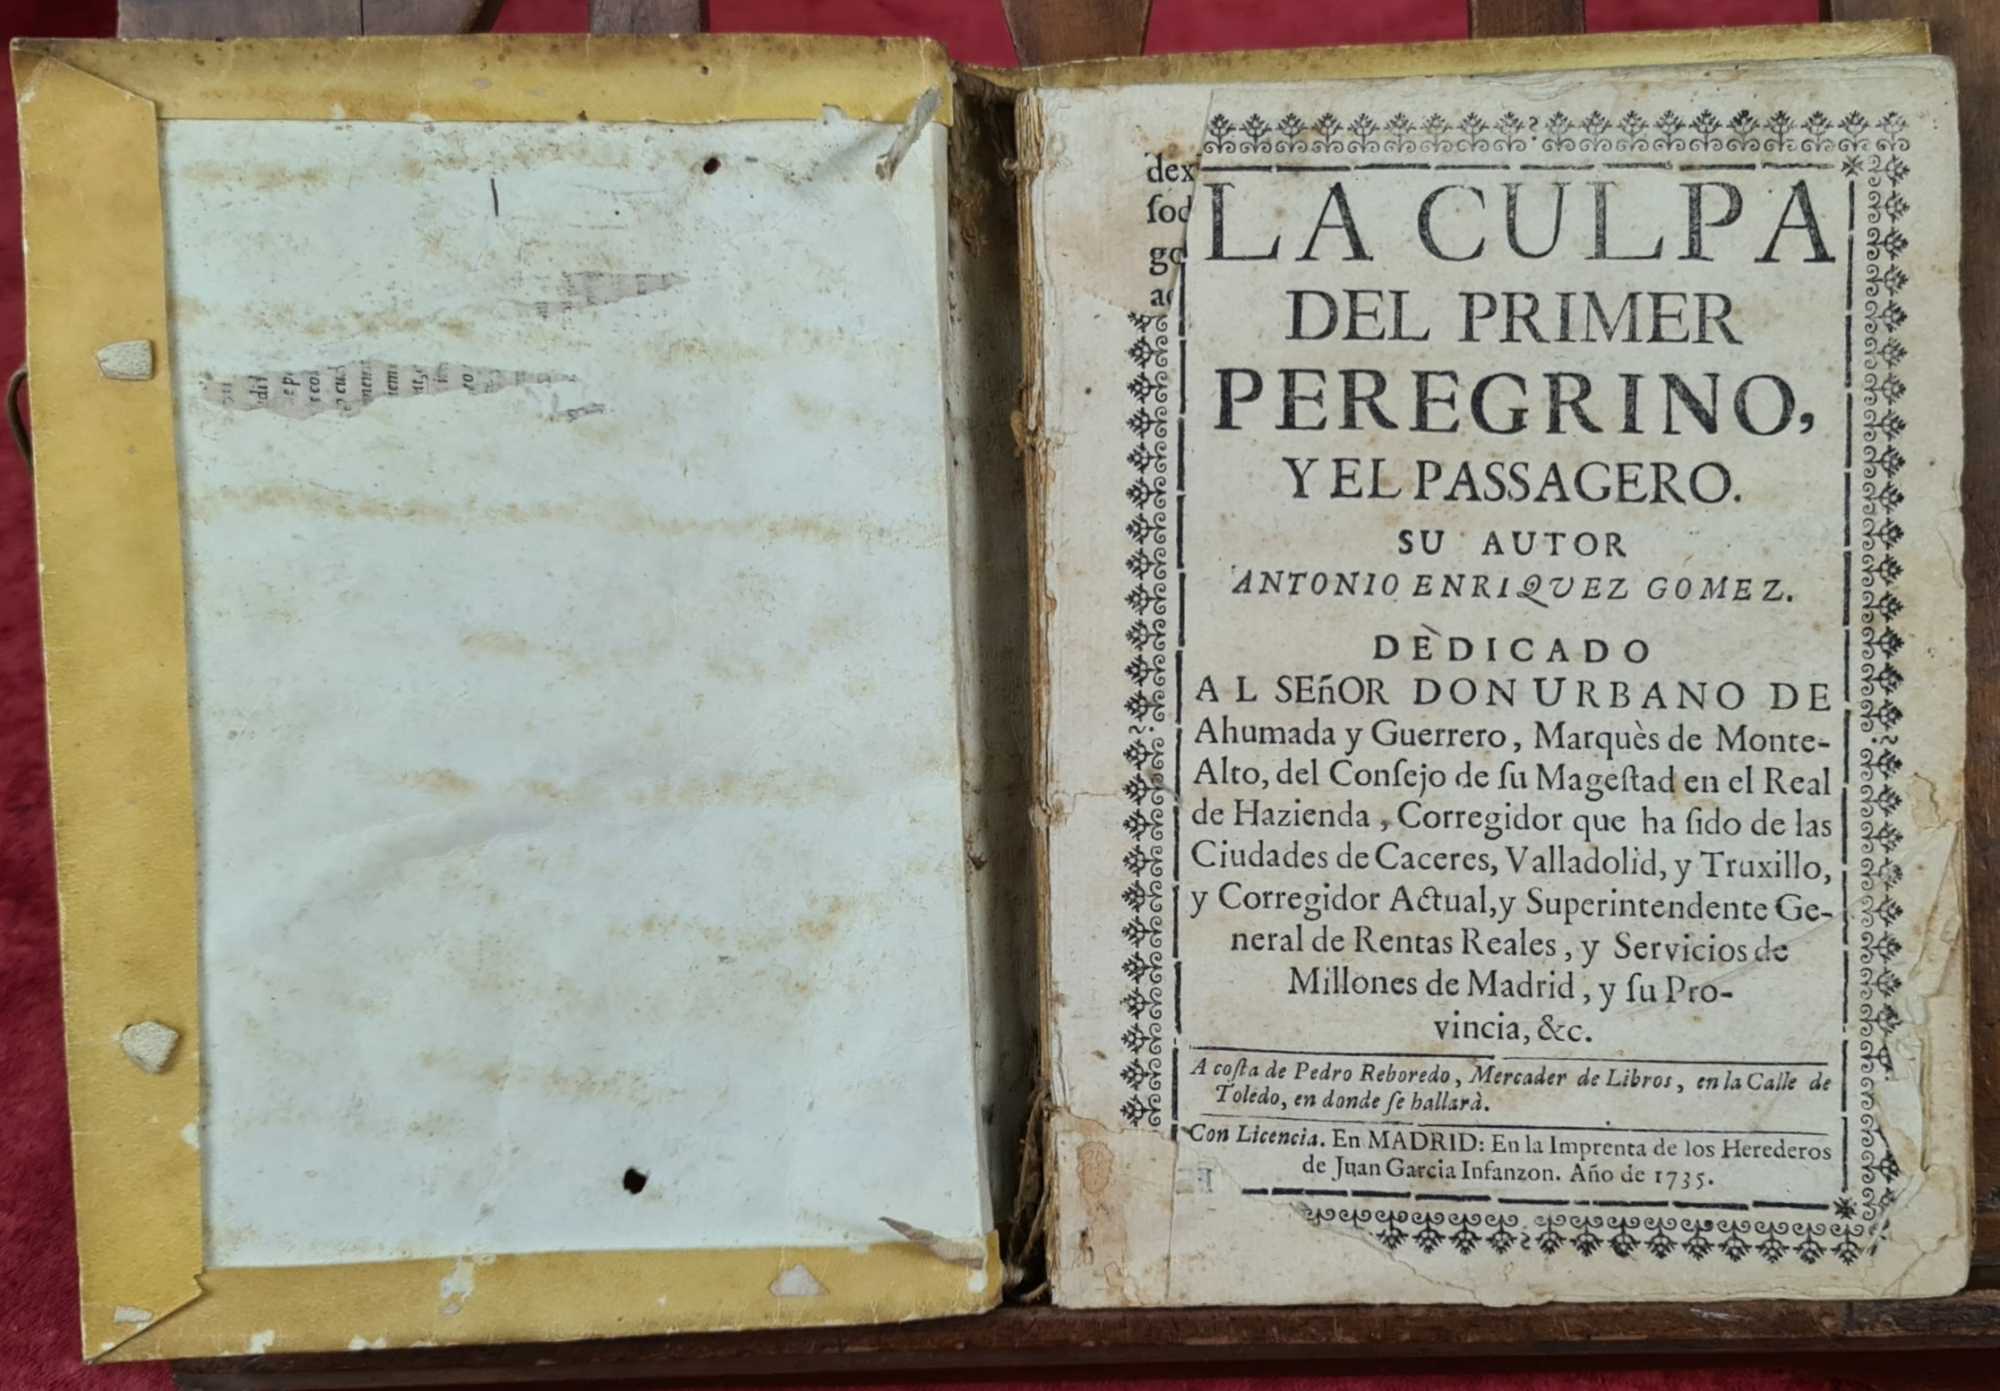 dex
ſod
go
LA CULPA
DEL PRIMER
PEREGRINO,
Y EL PASSAGERO.
SU AUTOR
ANTONIO ENRIQUEZ GOMEZ.
DÈDICADO
AL SEñOR DON URBANO DE
Ahumada y Guerrero, Marquès de Monte-
Alto, del Conſejo de ſu Mageſtad en el Real
de Hazienda, Corregidor que ha ſido de las
Ciudades de Caceres, Valladolid, y Truxillo,
y Corregidor Actual, y Superintendente Ge-
neral de Rentas Reales, y Servicios de
Millones de Madrid, y ſu Pro-
vincia, &c.
A coſta de Pedro Reboredo, Mercader de Libros, en la Calle de
Toledo, en donde ſe hallarà.
Con Licencia. En MADRID: En la Imprenta de los Herederos
de Juan Garcia Infanzon. Año de 1735.